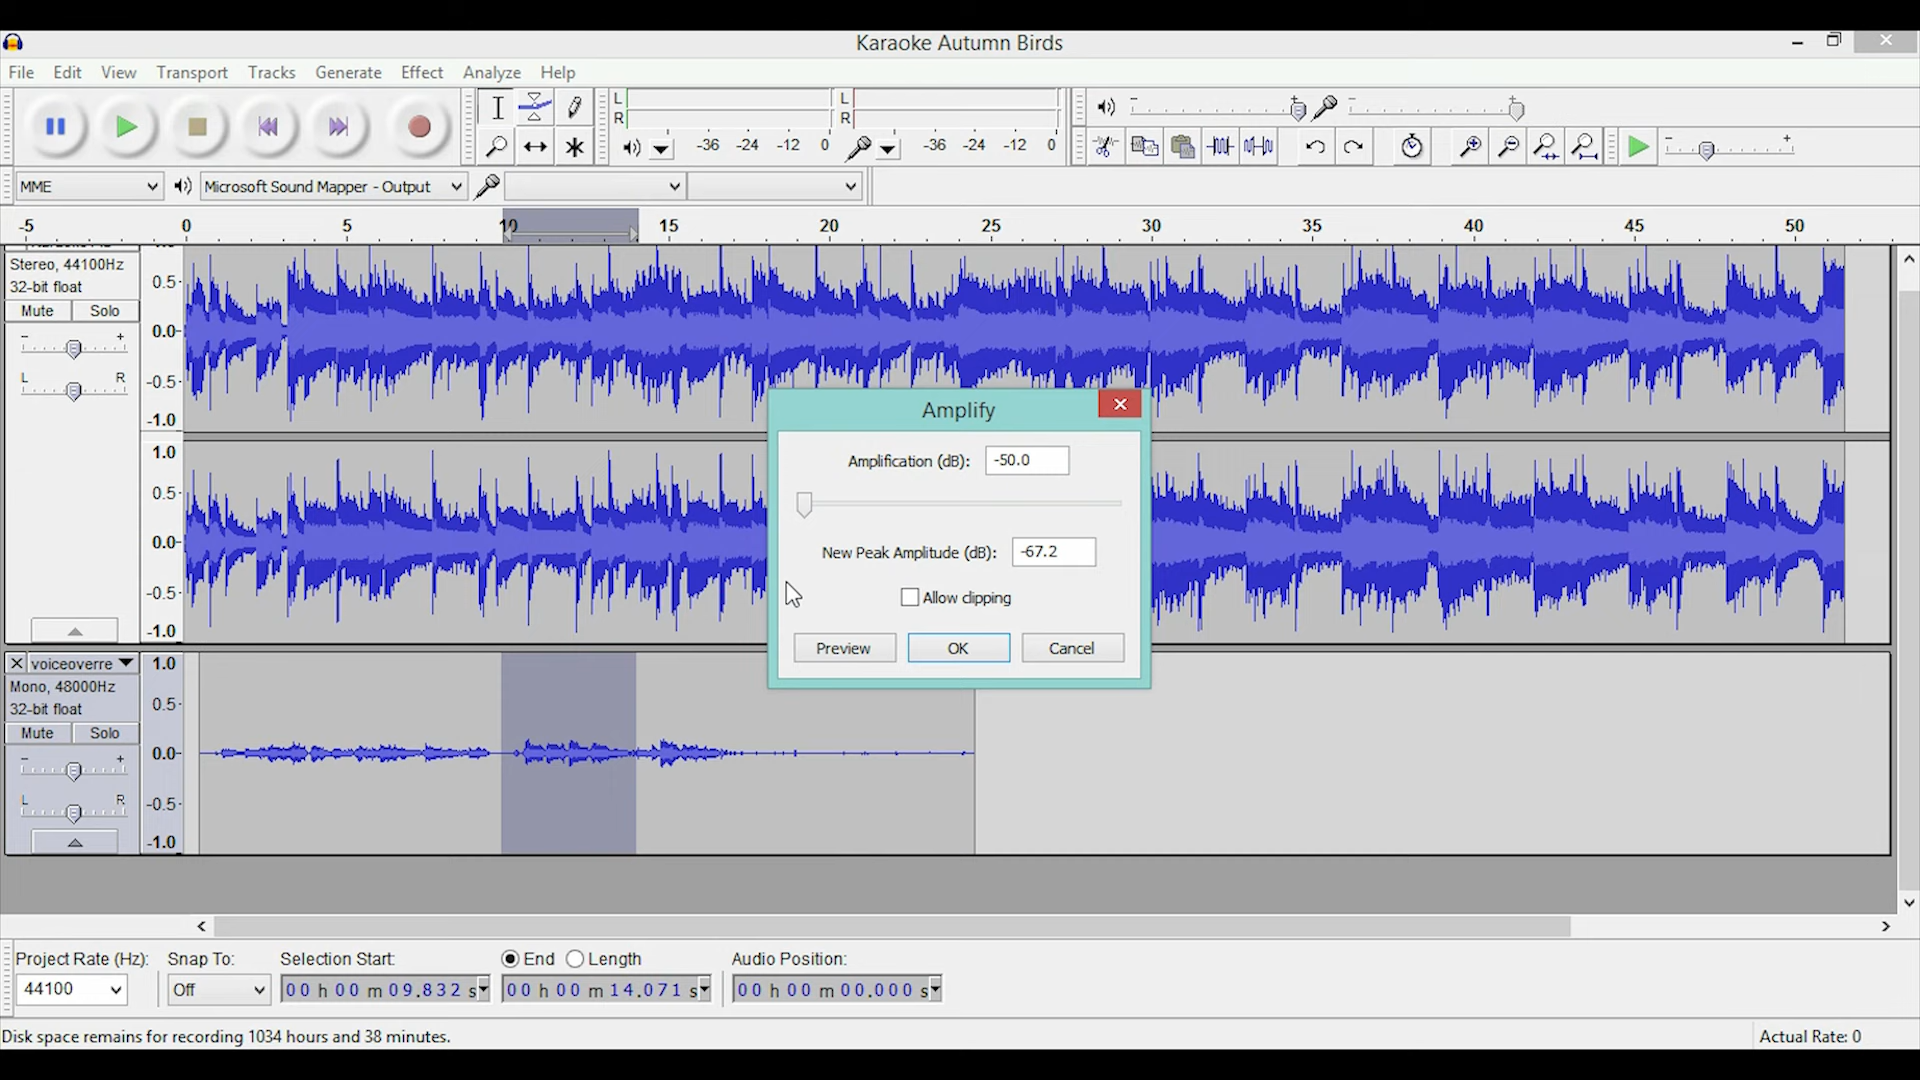 Karaoke Autumn Birds
File Edit View Transport Tracks Generate Effect Analyze Help
L
R
-36 -24 -12 0
L
R
-36 -24 -12 0
MME
Microsoft Sound Mapper - Output
-5 0 5 10 15 20 25 30 35 40 45 50
Stereo, 44100Hz
32-bit float
Mute Solo
- +
L R
0.5
0.0
-0.5
-1.0
1.0
0.5
0.0
-0.5
-1.0
Amplify
Amplification (dB): -50.0
New Peak Amplitude (dB): -67.2
Allow clipping
Preview OK Cancel
voiceoverre
Mono, 48000Hz
32-bit float
Mute Solo
- +
L R
1.0
0.5
0.0
-0.5
-1.0
Project Rate (Hz): Snap To: Selection Start: End Length Audio Position:
44100 Off 00 h 00 m 09.832 s 00 h 00 m 14.071 s 00 h 00 m 00.000 s
Disk space remains for recording 1034 hours and 38 minutes. Actual Rate: 0